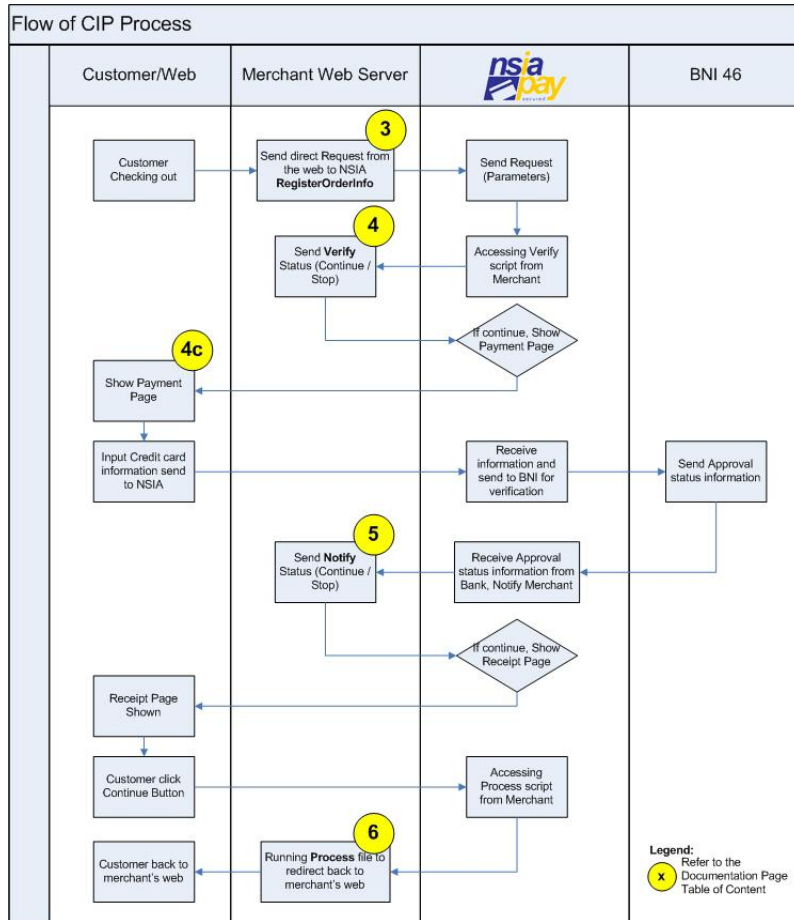 Flow of CIP Process
Customer/Web
Merchant Web Server
nsia
pay
secured
BNI 46
Customer
Checking out
3
Send direct Request from
the web to NSIA
RegisterOrderInfo
Send Request
(Parameters)
4
Send Verify
Status (Continue /
Stop)
Accessing Verify
script from
Merchant
If continue, Show
Payment Page
4c
Show Payment
Page
Input Credit card
information send
to NSIA
Receive
information and
send to BNI for
verification
Send Approval
status information
5
Send Notify
Status (Continue /
Stop)
Receive Approval
status information from
Bank, Notify Merchant
If continue, Show
Receipt Page
Receipt Page
Shown
Customer click
Continue Button
Accessing
Process script
from Merchant
6
Customer back to
merchant's web
Running Process file to
redirect back to
merchant's web
Legend:
x
Refer to the
Documentation Page
Table of Content